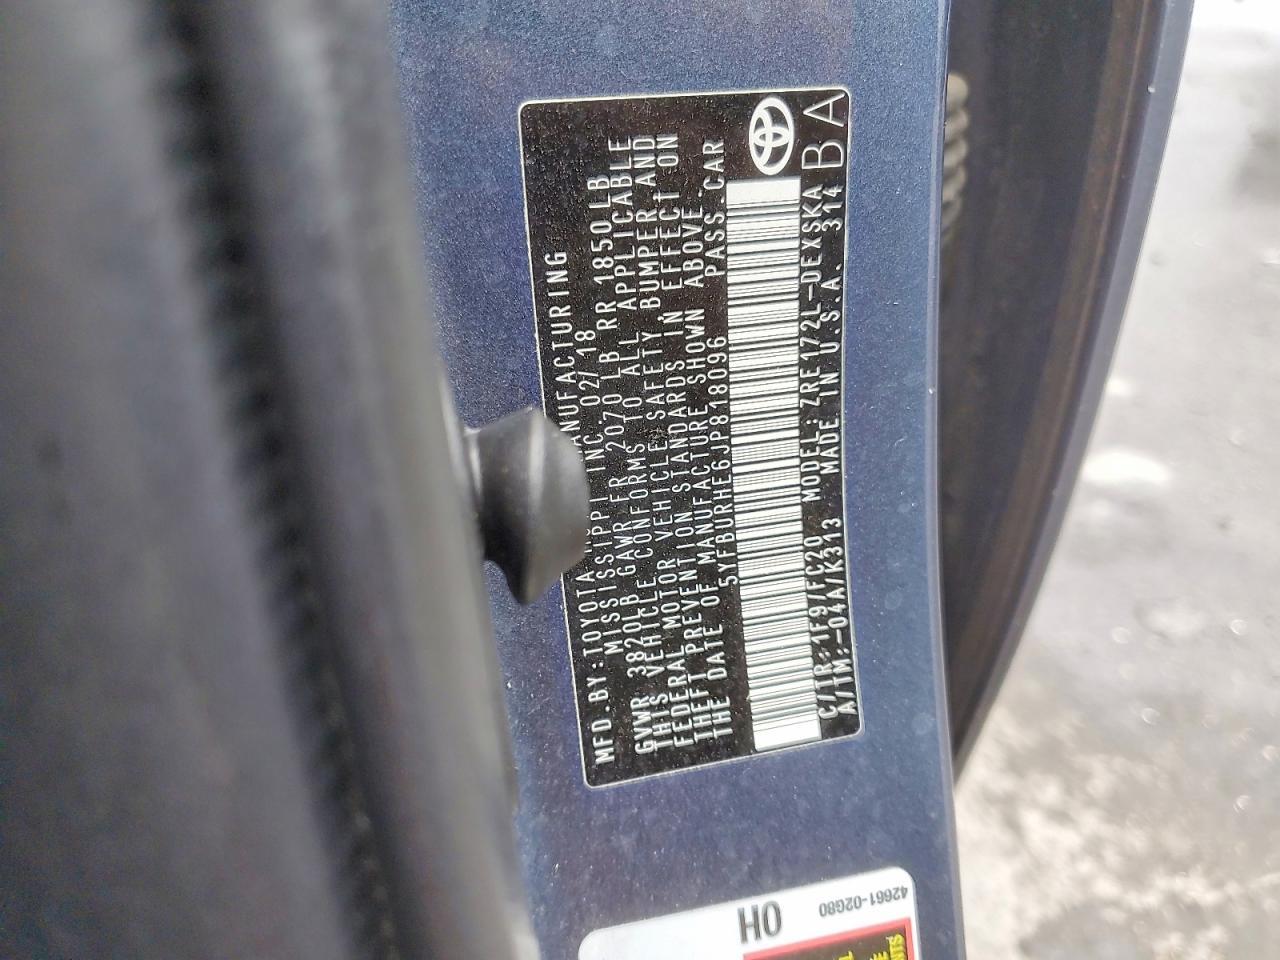 MFD.BY:TOYOTA MANUFACTURING
MISSISSIPPI INC. 02/18
GVWR 3820LB GAWR FR 2070LB RR 1850LB
THIS VEHICLE CONFORMS TO ALL APPLICABLE
FEDERAL MOTOR VEHICLE SAFETY BUMPER AND
THEFT PREVENTION STANDARDS IN EFFECT ON
THE DATE OF MANUFACTURE SHOWN ABOVE
5YFBURHE6JP818096 PASS.CAR
C/TR:1F9/FC20 MODEL:ZRE172L-DEXSKA
A/TM:-04A/K313 MADE IN U.S.A. 314
BA
42661-02G80
OH